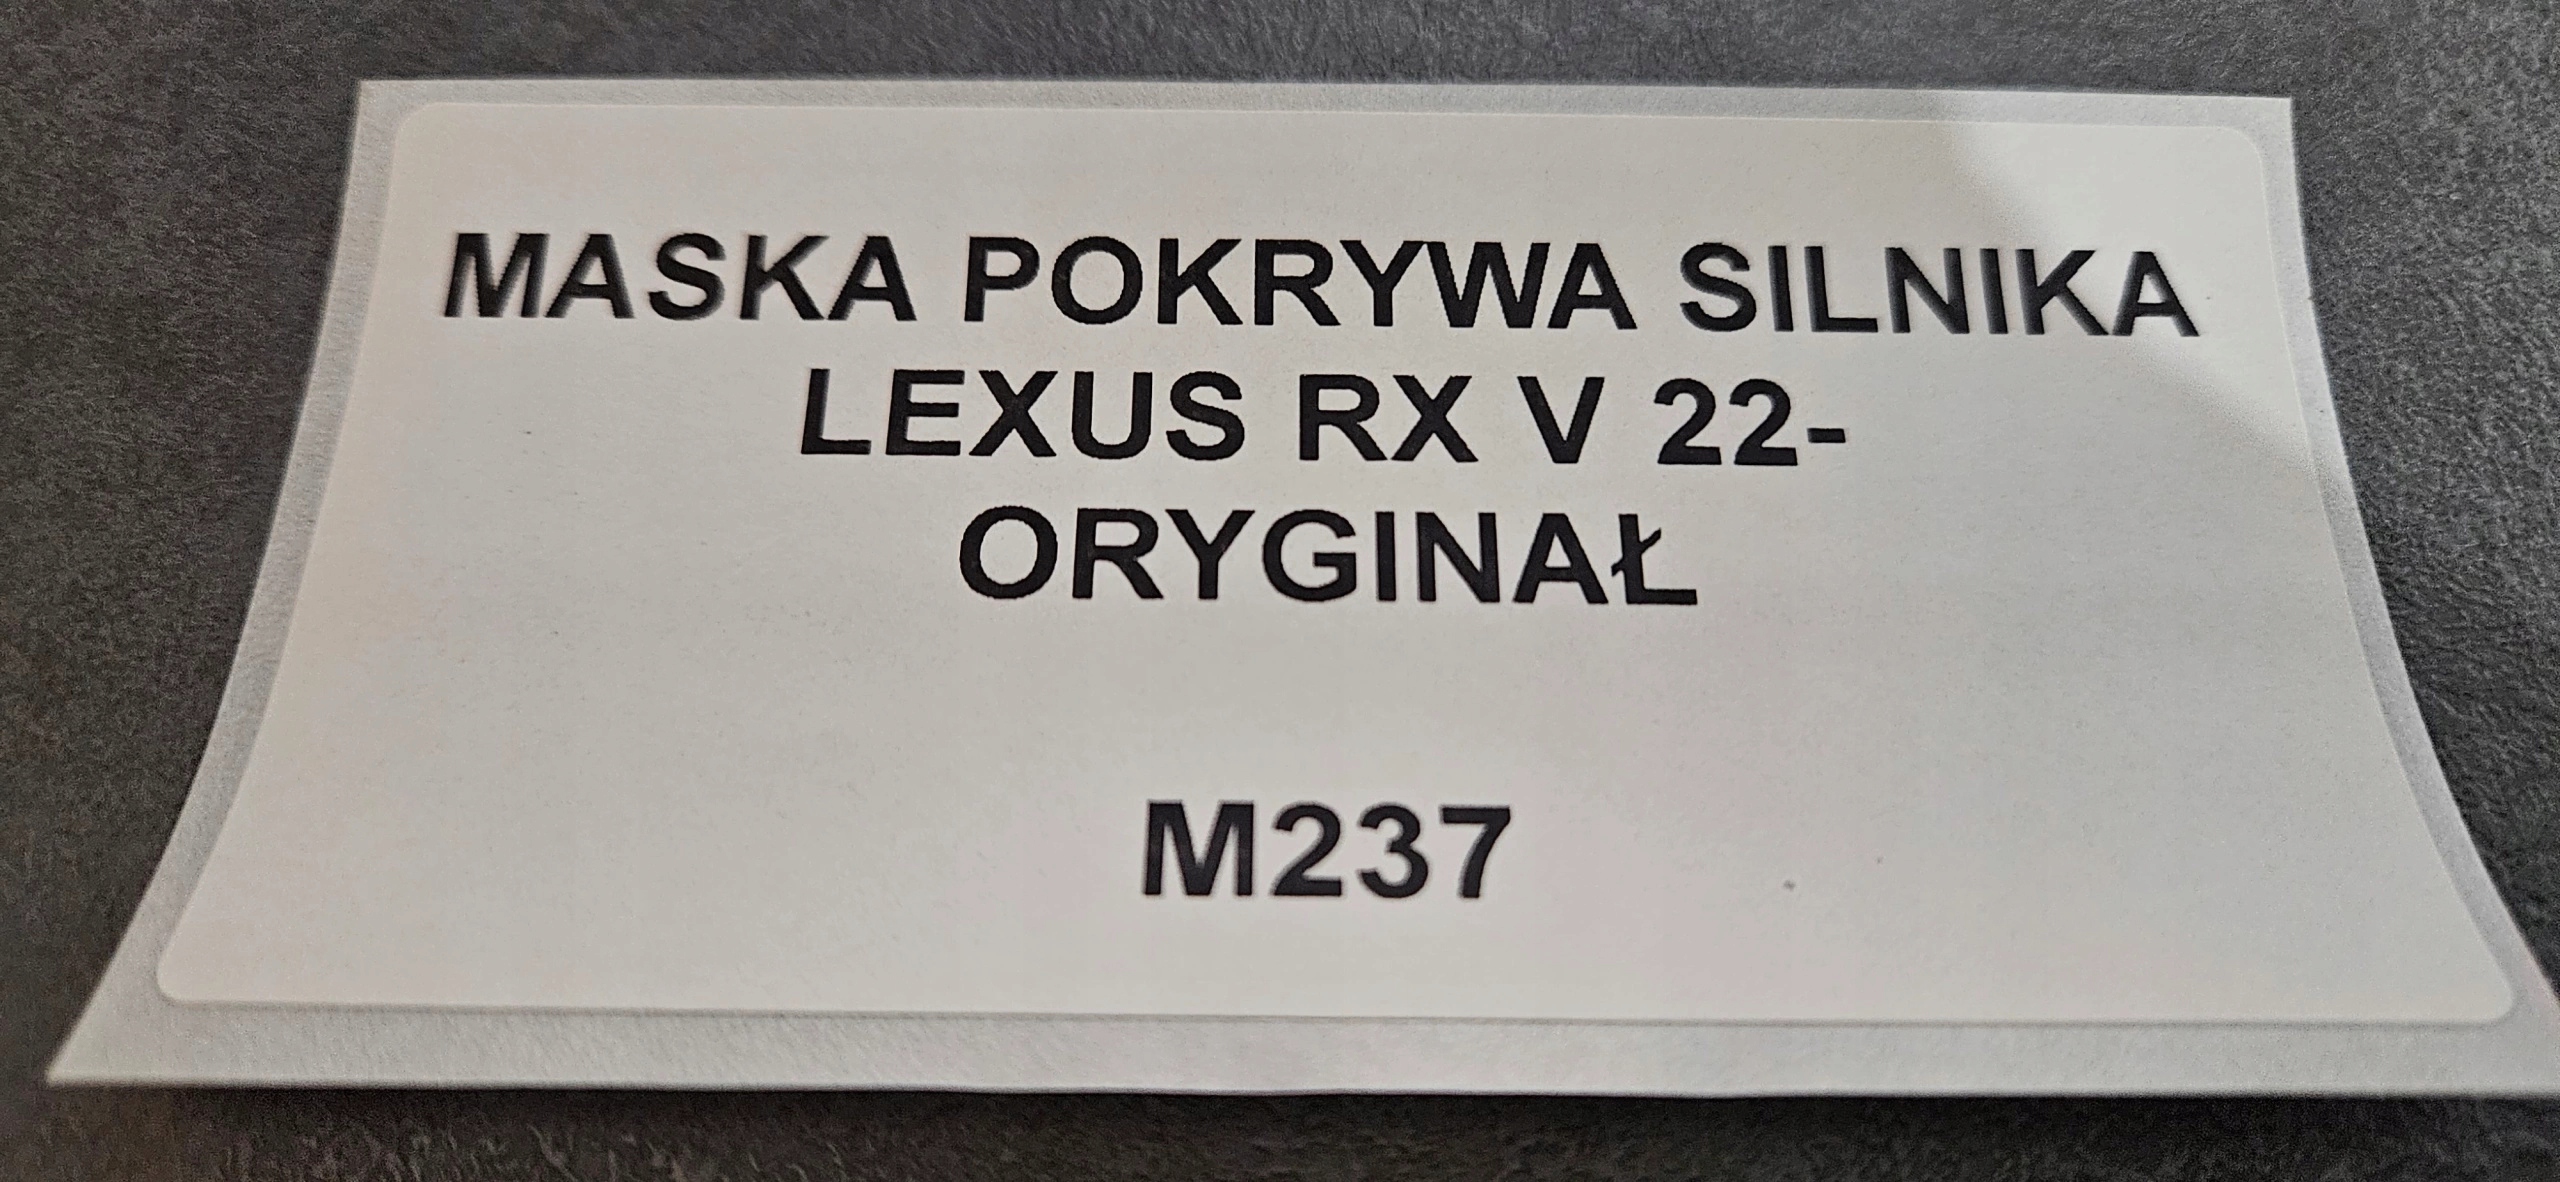 MASKA POKRYWA SILNIKA
LEXUS RX V 22-
ORYGINAŁ
M237